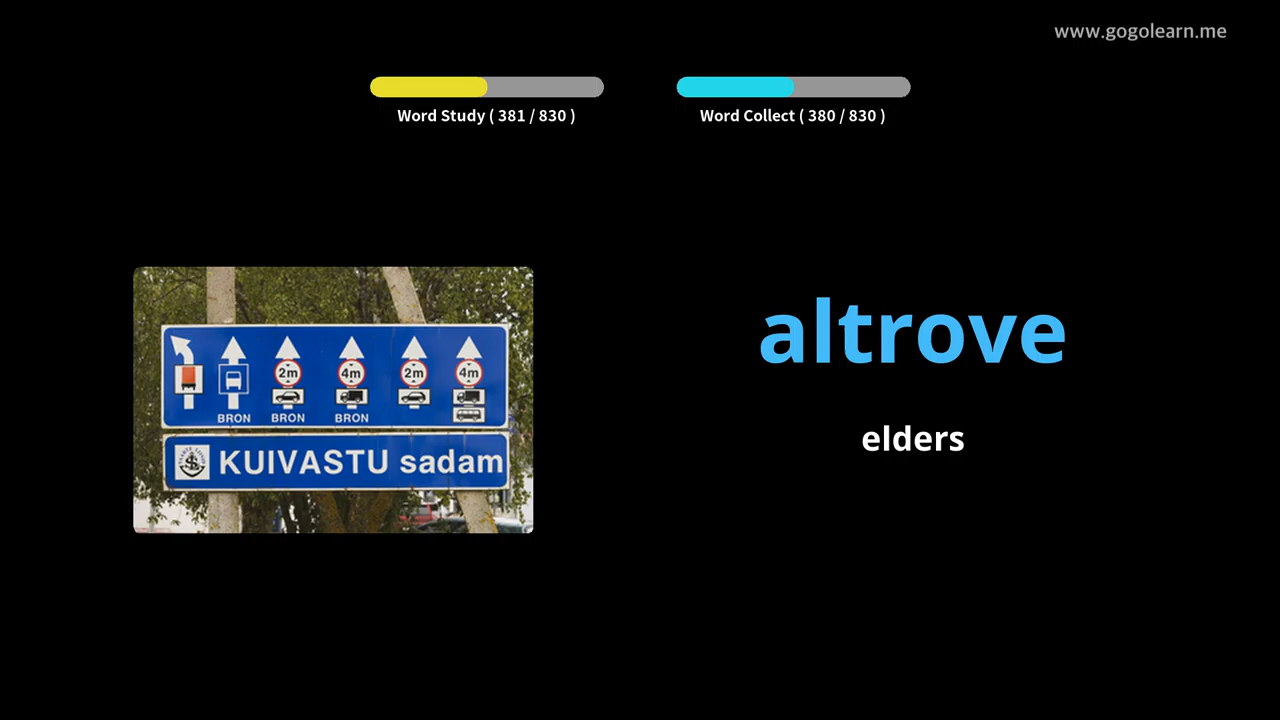 www.gogolearn.me
Word Study ( 381 / 830 )
Word Collect ( 380 / 830 )
altrove
elders
2m 4m 2m 4m
BRON BRON BRON
KUIVASTU sadam